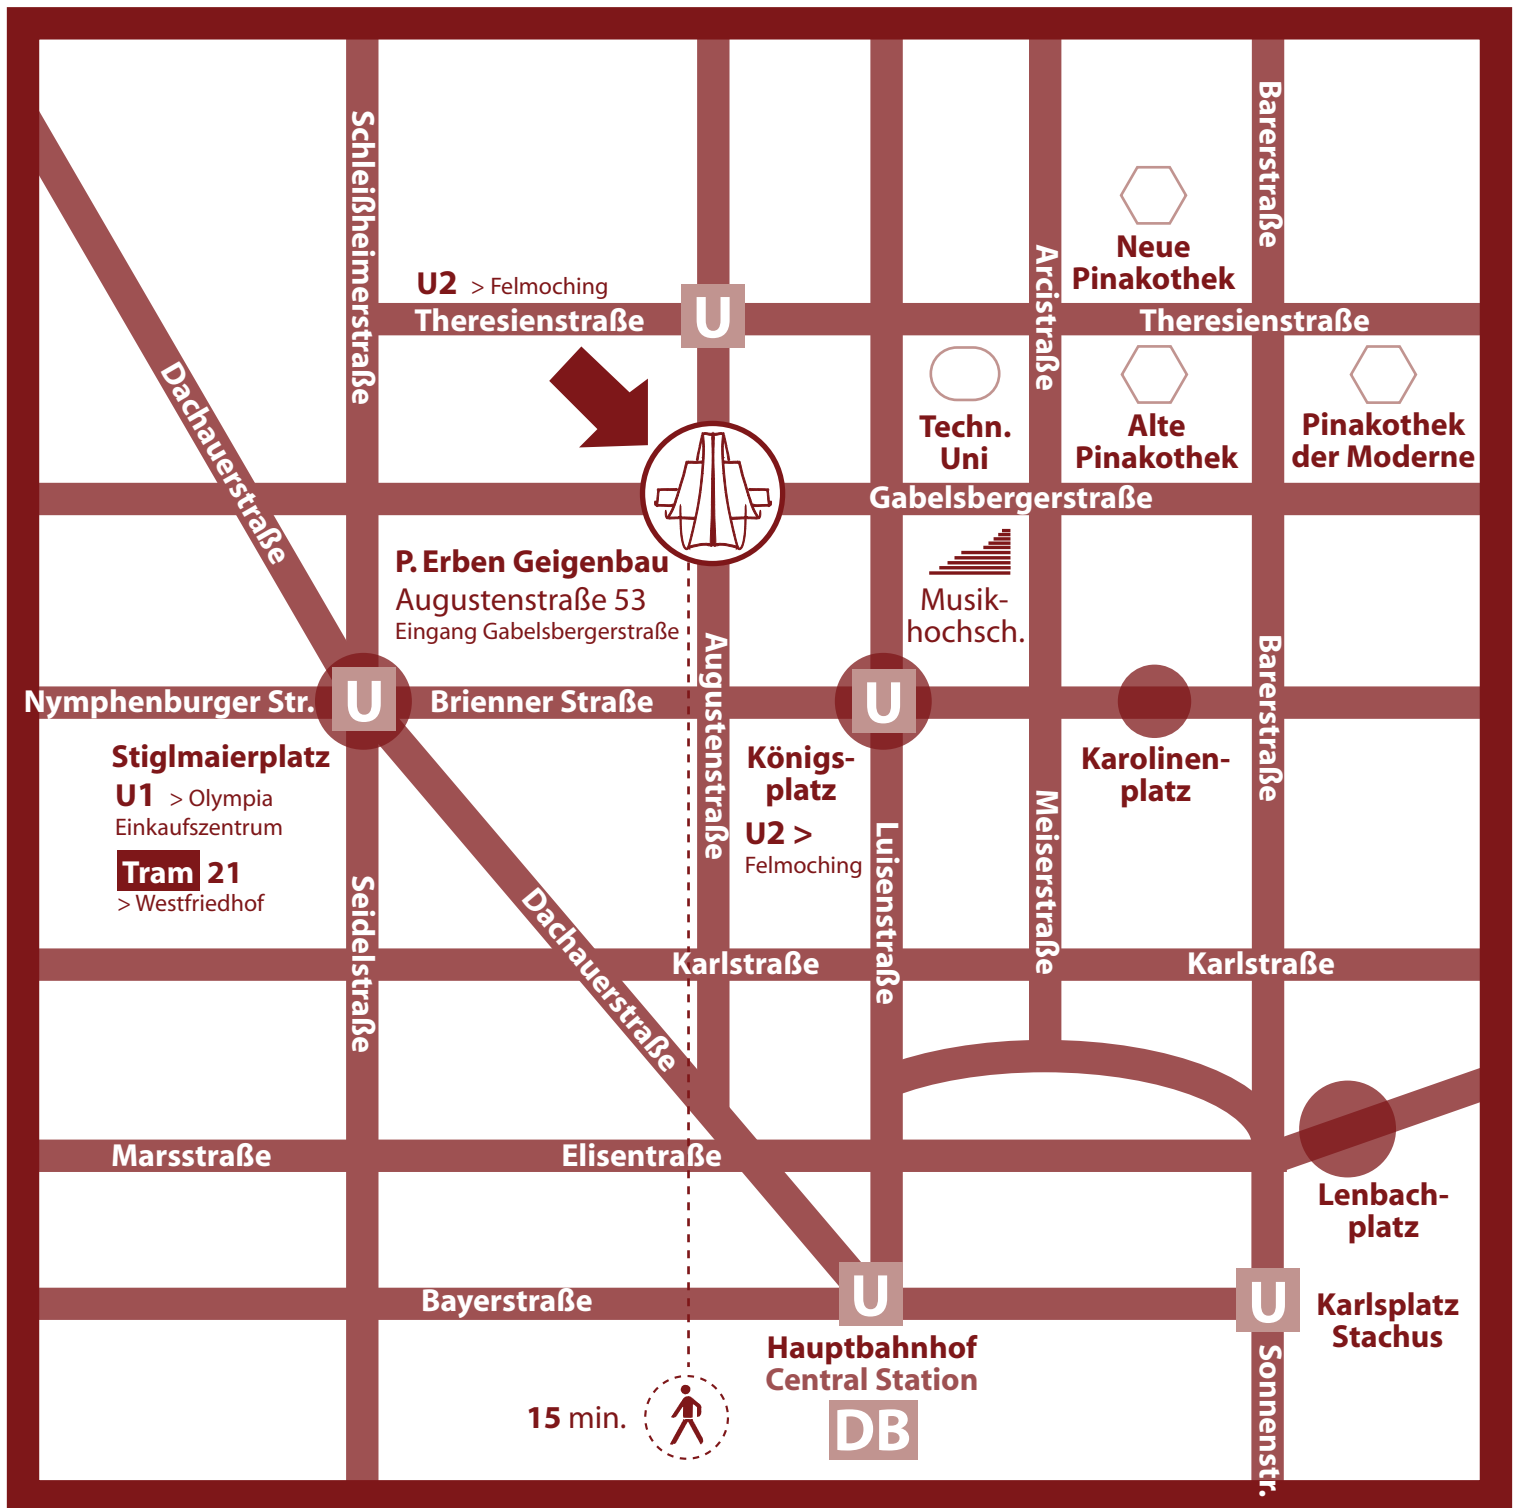 Schleißheimerstraße
Barerstraße
Neue
Pinakothek
Arcistraße
U2 > Felmoching
Theresienstraße
U
Theresienstraße
Dachauerstraße
Techn.
Uni
Alte
Pinakothek
Pinakothek
der Moderne
Gabelsbergerstraße
P. Erben Geigenbau
Augustenstraße 53
Eingang Gabelsbergerstraße
Musik-
hochsch.
Augustenstraße
Barerstraße
Nymphenburger Str.
U
Brienner Straße
U
Stiglmaierplatz
U1 > Olympia
Einkaufszentrum
Tram 21
> Westfriedhof
Königs-
platz
U2 >
Felmoching
Karolinen-
platz
Luisenstraße
Meiserstraße
Seidelstraße
Dachauerstraße
Karlstraße
Karlstraße
Marsstraße
Elisentraße
Lenbach-
platz
Bayerstraße
U
U
Karlsplatz
Stachus
Hauptbahnhof
Central Station
DB
Sonnenstr.
15 min.